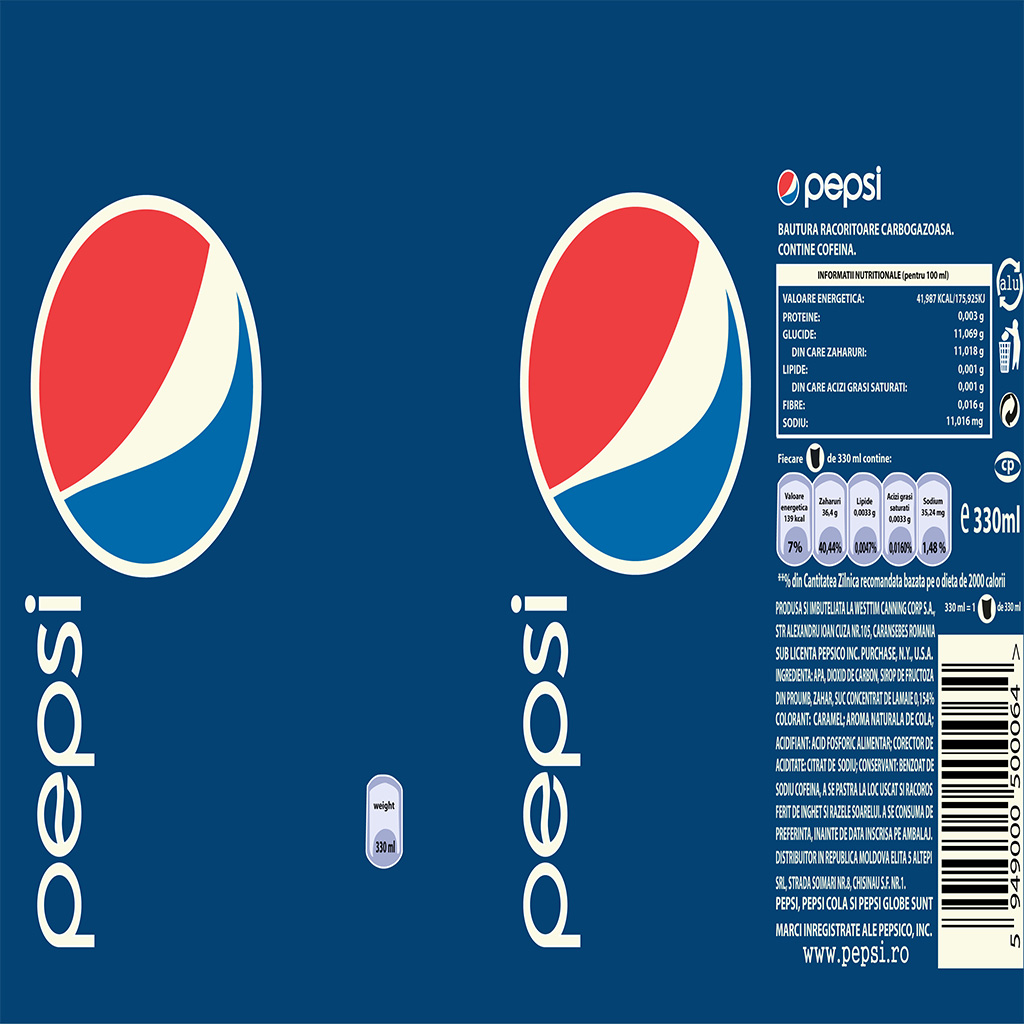 pepsi
weight
330 ml
pepsi
pepsi
BAUTURA RACORITOARE CARBOGAZOASA.
CONTINE COFEINA.
INFORMATII NUTRITIONALE (pentru 100 ml)
VALOARE ENERGETICA: 41,987 KCAL/175,925KJ
PROTEINE: 0,003 g
GLUCIDE: 11,069 g
DIN CARE ZAHARURI: 11,018 g
LIPIDE: 0,001 g
DIN CARE ACIZI GRASI SATURATI: 0,001 g
FIBRE: 0,016 g
SODIU: 11,016 mg
alu
cp
Fiecare de 330 ml contine:
Valoare energetica 139 kcal 7%
Zaharuri 36,4 g 40,44%
Lipide 0,0033 g 0,0047%
Acizi grasi saturati 0,0033 g 0,0160%
Sodium 35,24 mg 1,48 %
e 330ml
**% din Cantitatea Zilnica recomandata bazata pe o dieta de 2000 calorii
330 ml = 1 de 330 ml
PRODUSA SI IMBUTELIATA LA WESTTIM CANNING CORP S.A.,
STR ALEXANDRU IOAN CUZA NR.105, CARANSEBES ROMANIA
SUB LICENTA PEPSICO INC. PURCHASE, N.Y., U.S.A.
INGREDIENTA: APA, DIOXID DE CARBON, SIROP DE FRUCTOZA
DIN PROUMB, ZAHAR, SUC CONCENTRAT DE LAMAIE 0,154%
COLORANT: CARAMEL; AROMA NATURALA DE COLA;
ACIDIFIANT: ACID FOSFORIC ALIMENTAR; CORECTOR DE
ACIDITATE: CITRAT DE SODIU; CONSERVANT: BENZOAT DE
SODIU COFEINA, A SE PASTRA LA LOC USCAT SI RACOROS
FERIT DE INGHET SI RAZELE SOARELUI. A SE CONSUMA DE
PREFERINTA, INAINTE DE DATA INSCRISA PE AMBALAJ.
DISTRIBUITOR IN REPUBLICA MOLDOVA ELITA 5 ALTEPI
SRL, STRADA SOIMARI NR.8, CHISINAU S.F. NR.1.
PEPSI, PEPSI COLA SI PEPSI GLOBE SUNT
MARCI INREGISTRATE ALE PEPSICO, INC.
www.pepsi.ro
5 949000 500064 >